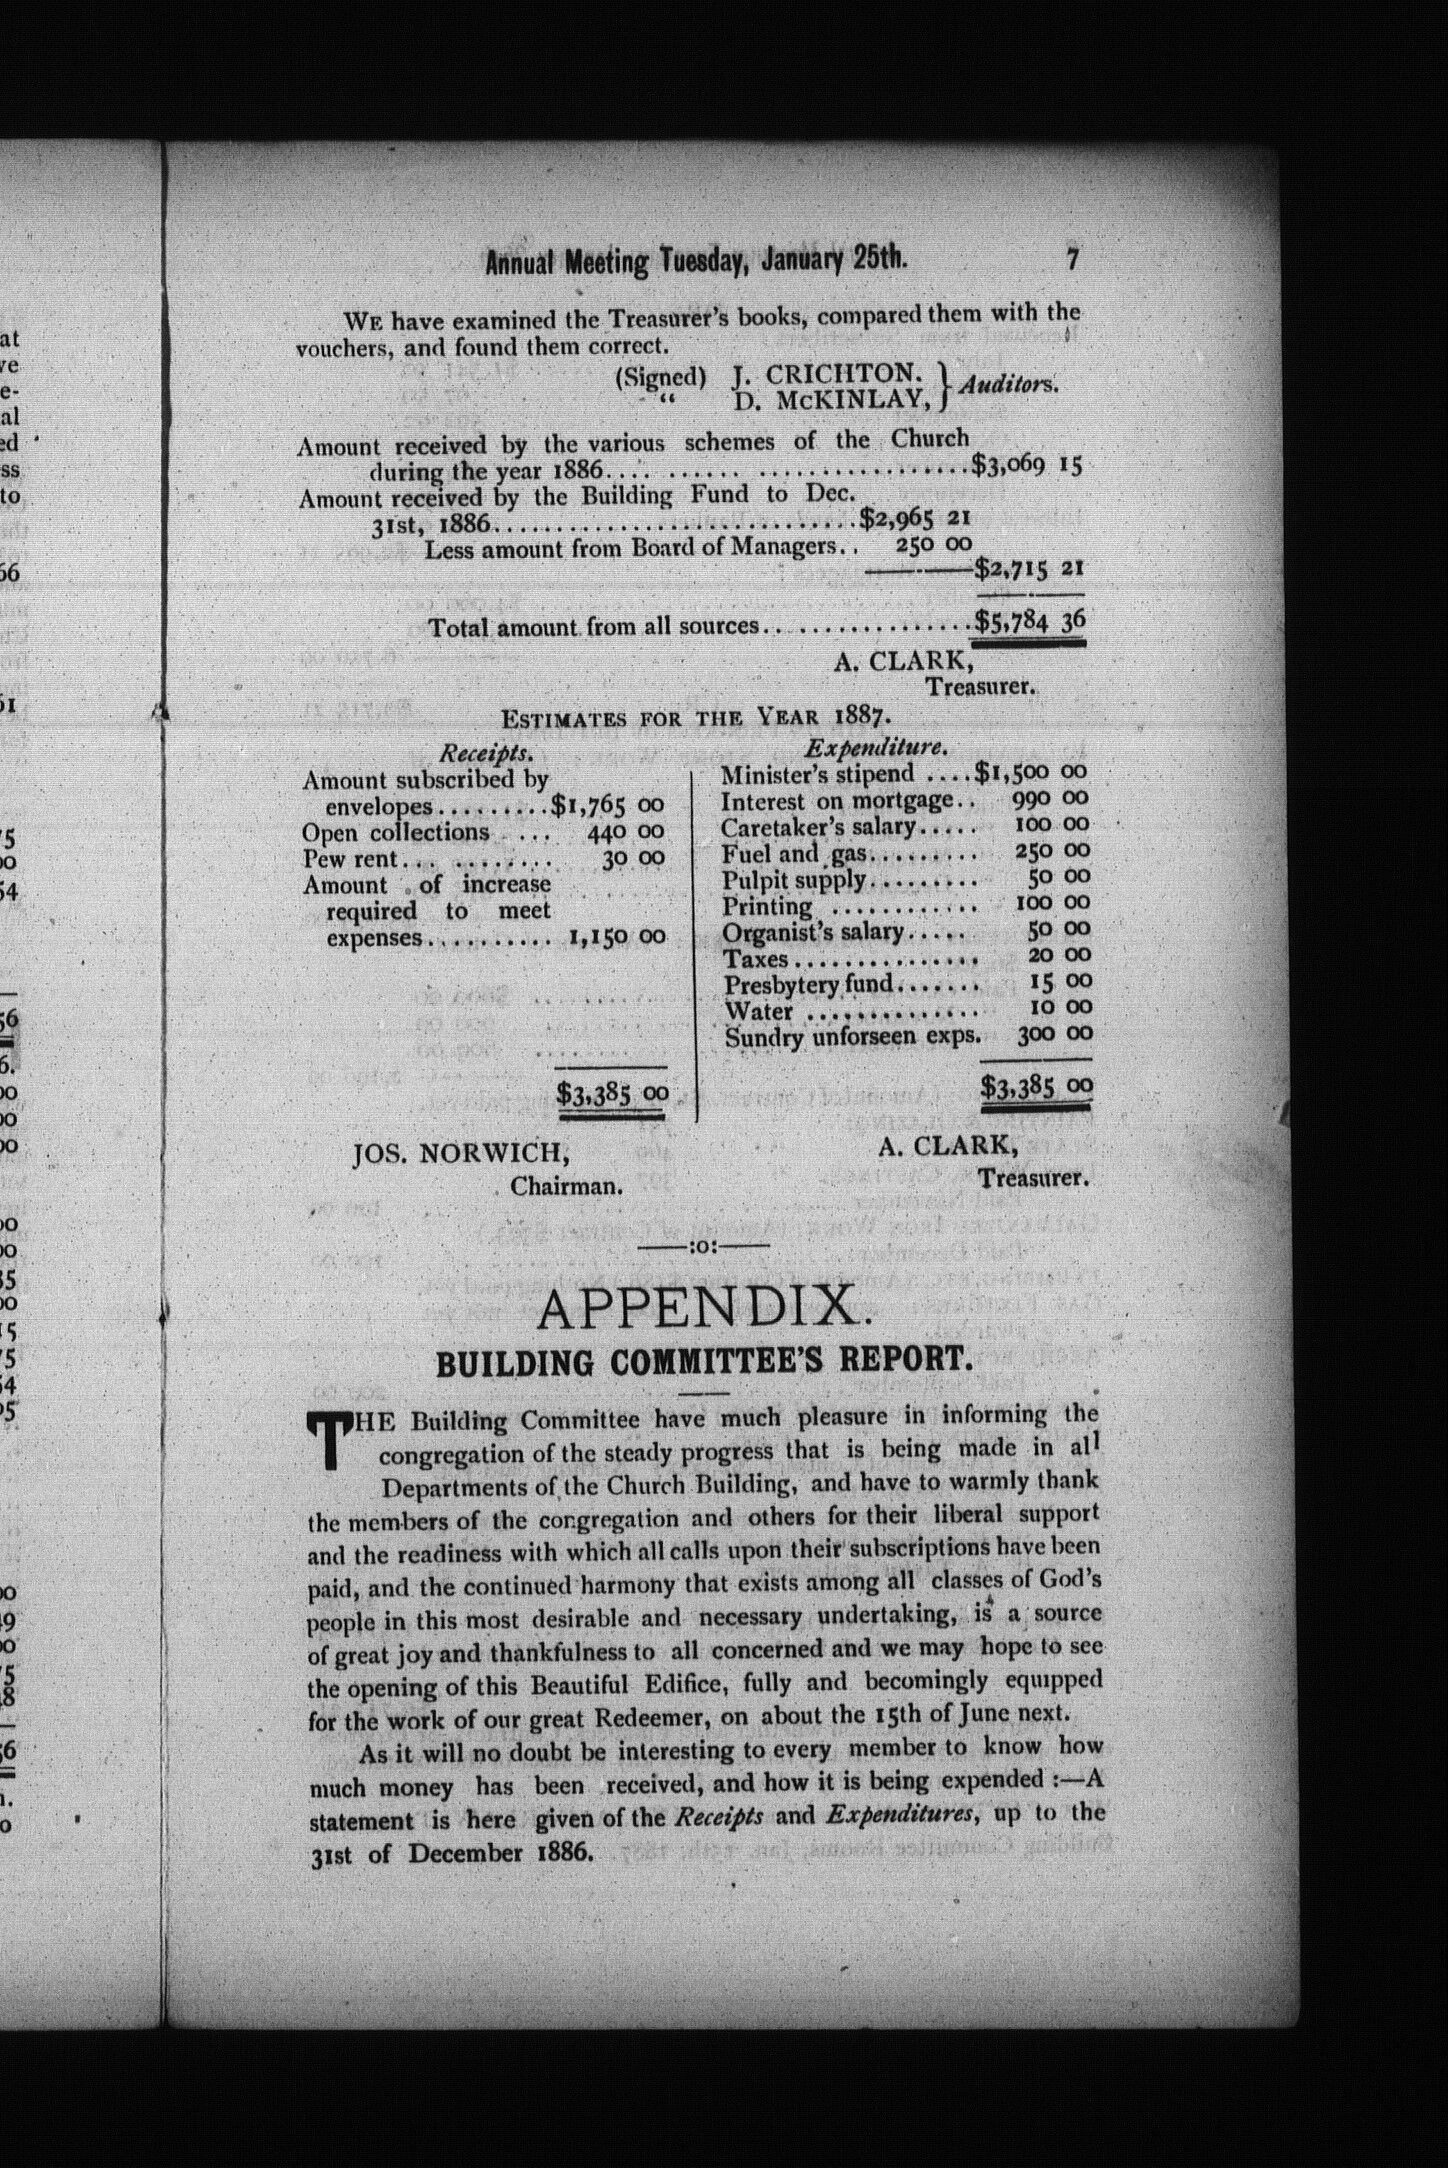 Annual Meeting Tuesday, January 25th. 7
WE have examined the Treasurer's books, compared them with the
vouchers, and found them correct.
(Signed) J. CRICHTON. } Auditors.
" D. MCKINLAY, }
Amount received by the various schemes of the Church
during the year 1886.... ...... .................$3,069 15
Amount received by the Building Fund to Dec.
31st, 1886.............................$2,965 21
Less amount from Board of Managers.. 250 00
$2,715 21
Total amount from all sources.. ...............$5,784 36
A. CLARK,
Treasurer.
ESTIMATES FOR THE YEAR 1887.
Receipts.
Amount subscribed by
envelopes.........$1,765 00
Open collections .... 440 00
Pew rent... ........ 30 00
Amount of increase
required to meet
expenses.......... 1,150 00
$3,385 00
JOS. NORWICH,
Chairman.
Expenditure.
Minister's stipend ....$1,500 00
Interest on mortgage.. 990 00
Caretaker's salary..... 100 00
Fuel and gas......... 250 00
Pulpit supply......... 50 00
Printing ............ 100 00
Organist's salary..... 50 00
Taxes............... 20 00
Presbytery fund....... 15 00
Water .............. 10 00
Sundry unforseen exps. 300 00
$3,385 00
A. CLARK,
Treasurer.
——:o:——
APPENDIX.
BUILDING COMMITTEE'S REPORT.
THE Building Committee have much pleasure in informing the
congregation of the steady progress that is being made in all
Departments of the Church Building, and have to warmly thank
the members of the congregation and others for their liberal support
and the readiness with which all calls upon their subscriptions have been
paid, and the continued harmony that exists among all classes of God's
people in this most desirable and necessary undertaking, is a source
of great joy and thankfulness to all concerned and we may hope to see
the opening of this Beautiful Edifice, fully and becomingly equipped
for the work of our great Redeemer, on about the 15th of June next.
As it will no doubt be interesting to every member to know how
much money has been received, and how it is being expended :—A
statement is here given of the Receipts and Expenditures, up to the
31st of December 1886.